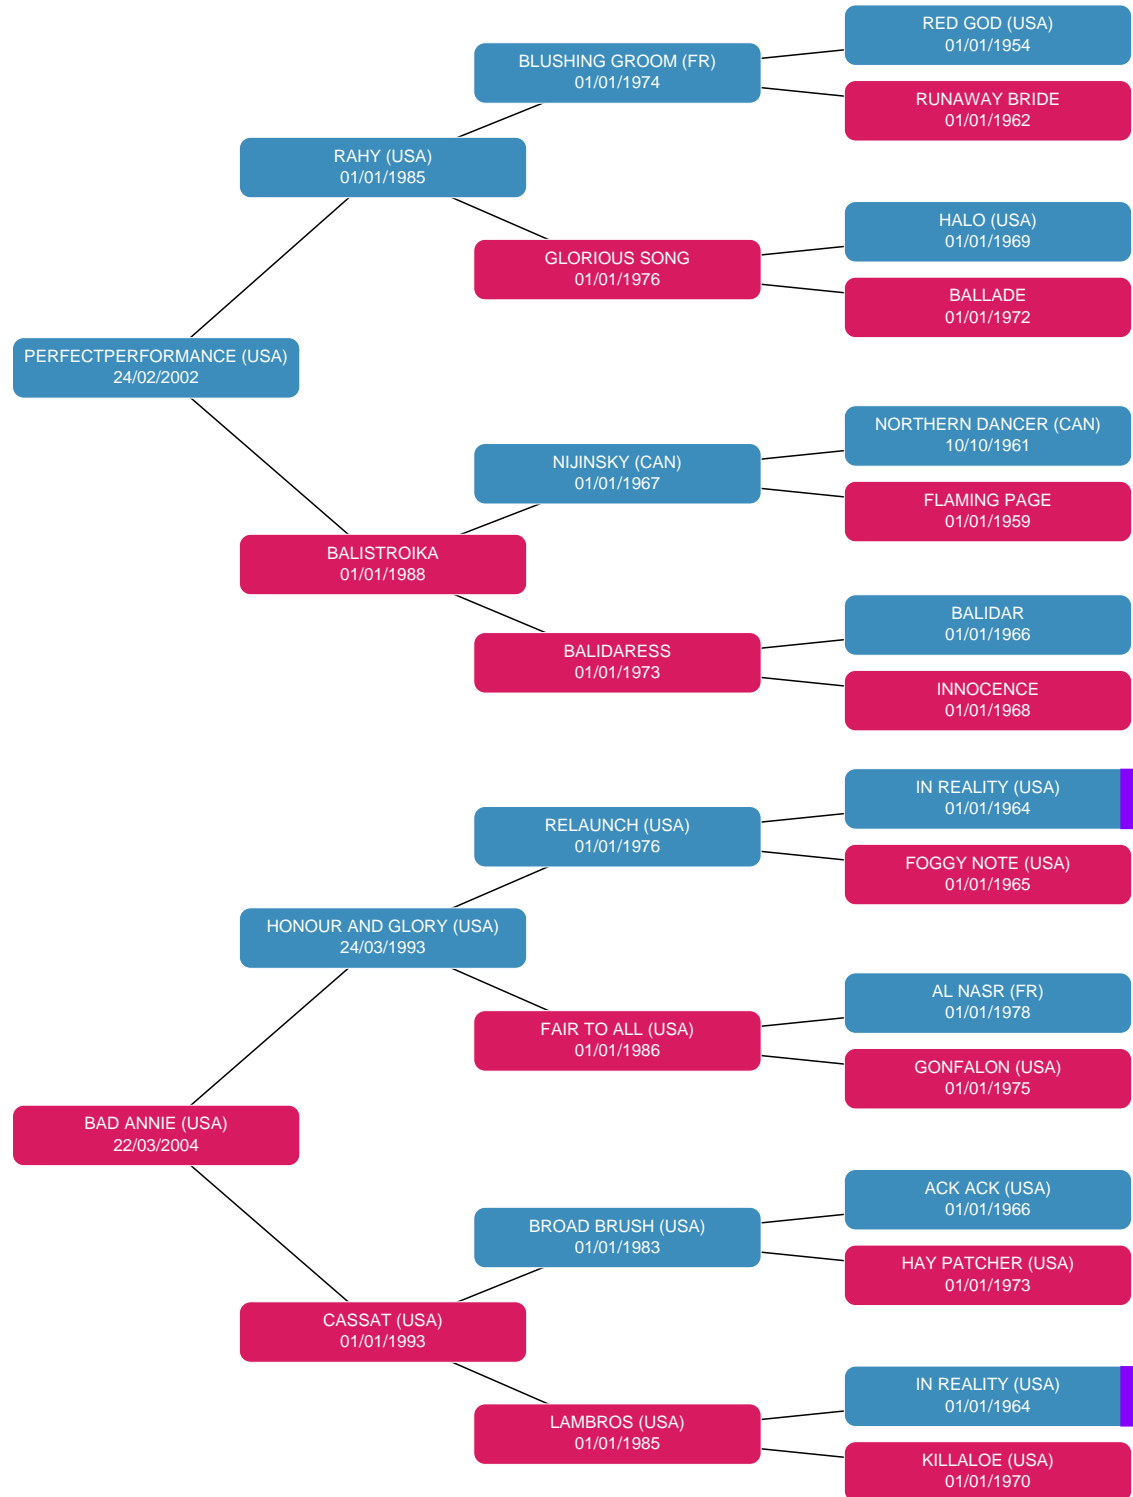 RED GOD (USA)
01/01/1954
BLUSHING GROOM (FR)
01/01/1974
RUNAWAY BRIDE
01/01/1962
RAHY (USA)
01/01/1985
HALO (USA)
01/01/1969
GLORIOUS SONG
01/01/1976
BALLADE
01/01/1972
PERFECTPERFORMANCE (USA)
24/02/2002
NORTHERN DANCER (CAN)
10/10/1961
NIJINSKY (CAN)
01/01/1967
FLAMING PAGE
01/01/1959
BALISTROIKA
01/01/1988
BALIDAR
01/01/1966
BALIDARESS
01/01/1973
INNOCENCE
01/01/1968
IN REALITY (USA)
01/01/1964
RELAUNCH (USA)
01/01/1976
FOGGY NOTE (USA)
01/01/1965
HONOUR AND GLORY (USA)
24/03/1993
AL NASR (FR)
01/01/1978
FAIR TO ALL (USA)
01/01/1986
GONFALON (USA)
01/01/1975
BAD ANNIE (USA)
22/03/2004
ACK ACK (USA)
01/01/1966
BROAD BRUSH (USA)
01/01/1983
HAY PATCHER (USA)
01/01/1973
CASSAT (USA)
01/01/1993
IN REALITY (USA)
01/01/1964
LAMBROS (USA)
01/01/1985
KILLALOE (USA)
01/01/1970